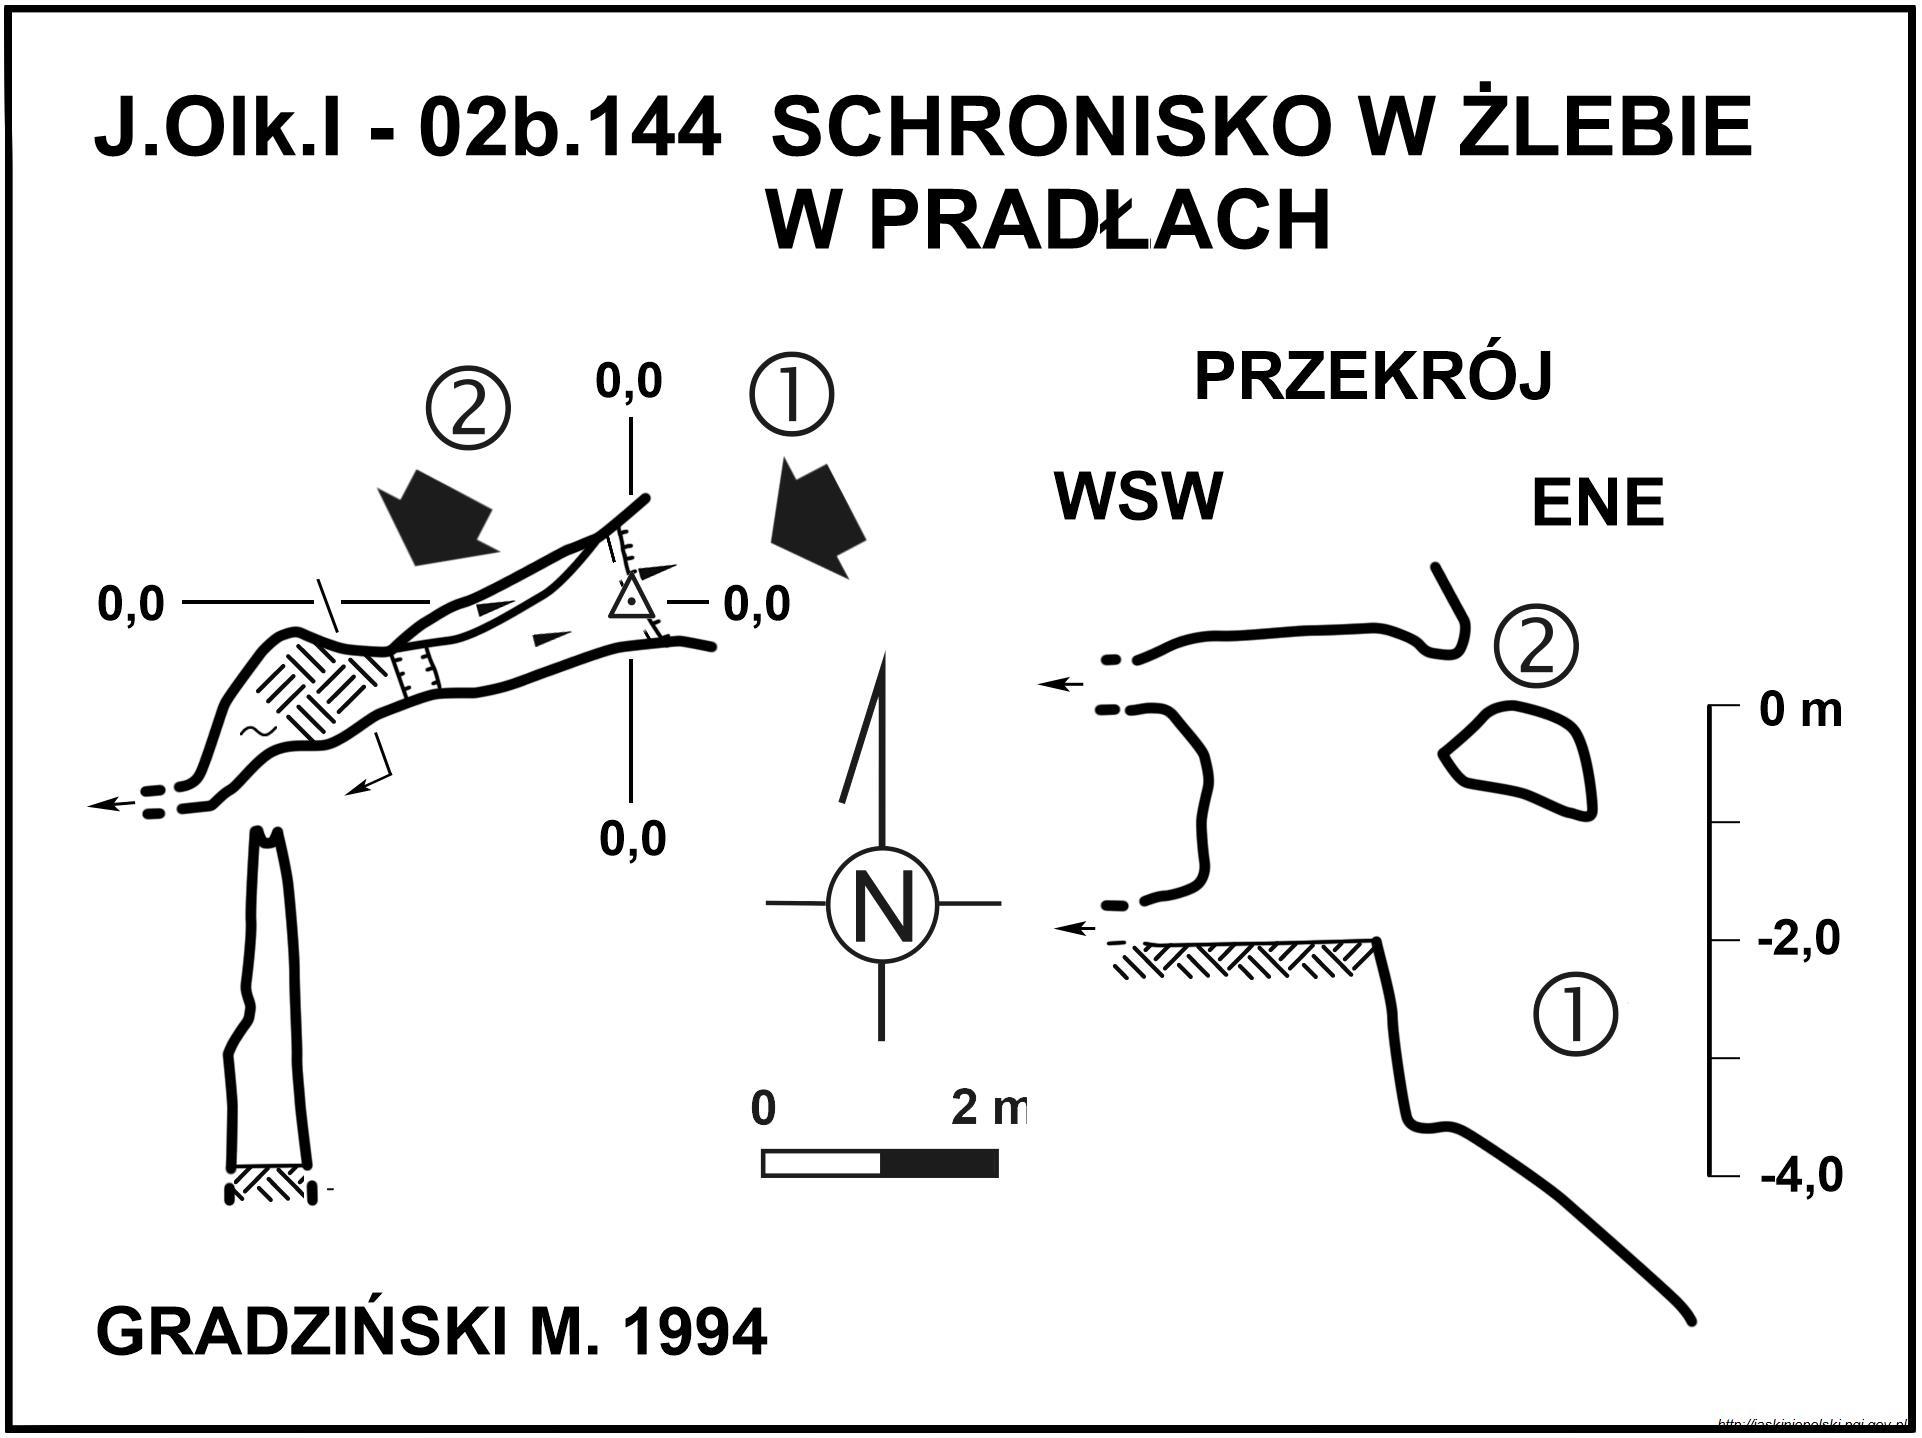 J.Olk.I - 02b.144 SCHRONISKO W ŻLEBIE
W PRADŁACH
PRZEKRÓJ
WSW
ENE
2
0,0
1
0,0
0,0
0,0
2
0 m
-2,0
1
-4,0
N
0
2 m
GRADZIŃSKI M. 1994
http://jaskiniepolski.pgi.gov.pl